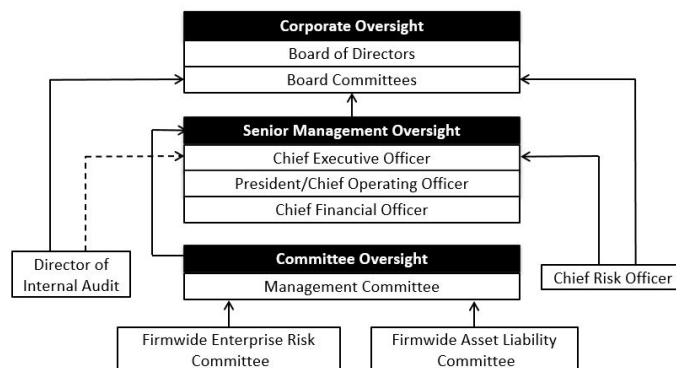 Corporate Oversight
Board of Directors
Board Committees
Senior Management Oversight
Chief Executive Officer
President/Chief Operating Officer
Chief Financial Officer
Director of
Internal Audit
Committee Oversight
Management Committee
Chief Risk Officer
Firmwide Enterprise Risk
Committee
Firmwide Asset Liability
Committee